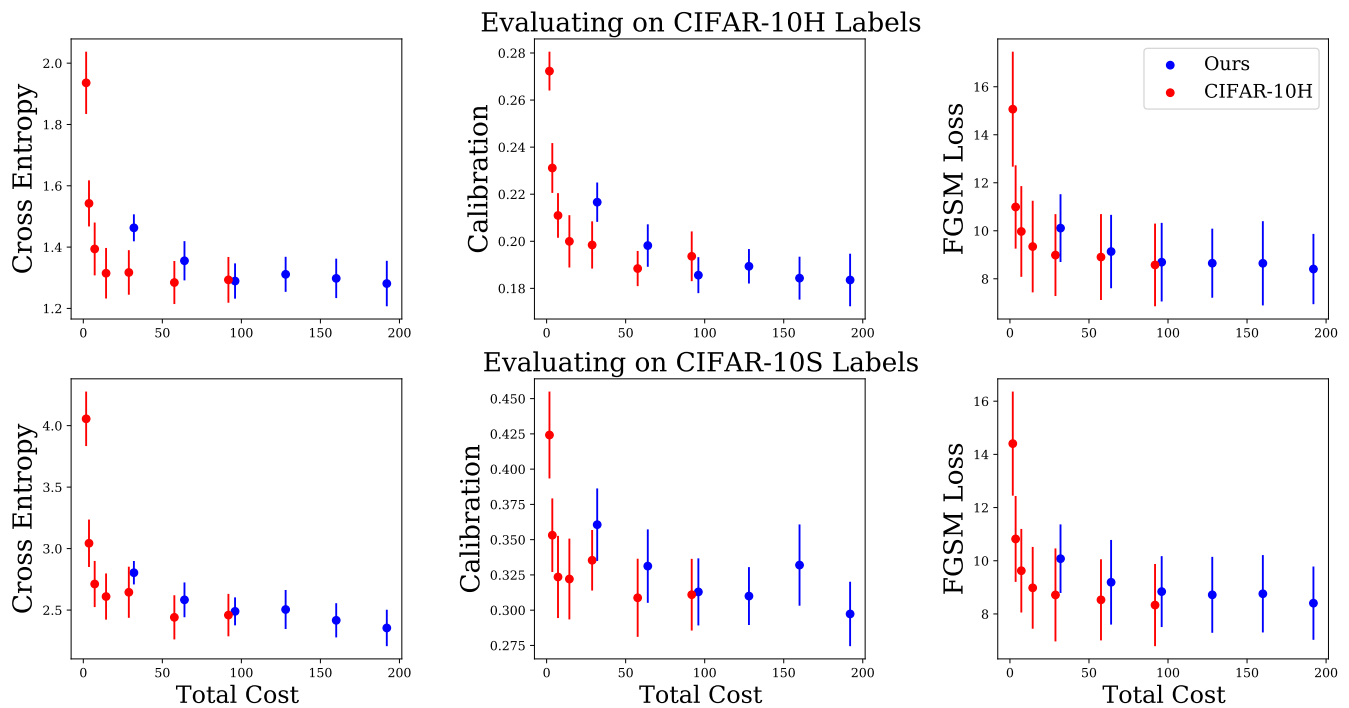 Evaluating on CIFAR-10H Labels
Cross Entropy
2.0
1.8
1.6
1.4
1.2
0 50 100 150 200
Calibration
0.28
0.26
0.24
0.22
0.20
0.18
0 50 100 150 200
FGSM Loss
16
14
12
10
8
0 50 100 150 200
Ours
CIFAR-10H
Evaluating on CIFAR-10S Labels
Cross Entropy
4.0
3.5
3.0
2.5
0 50 100 150 200
Total Cost
Calibration
0.450
0.425
0.400
0.375
0.350
0.325
0.300
0.275
0 50 100 150 200
Total Cost
FGSM Loss
16
14
12
10
8
0 50 100 150 200
Total Cost